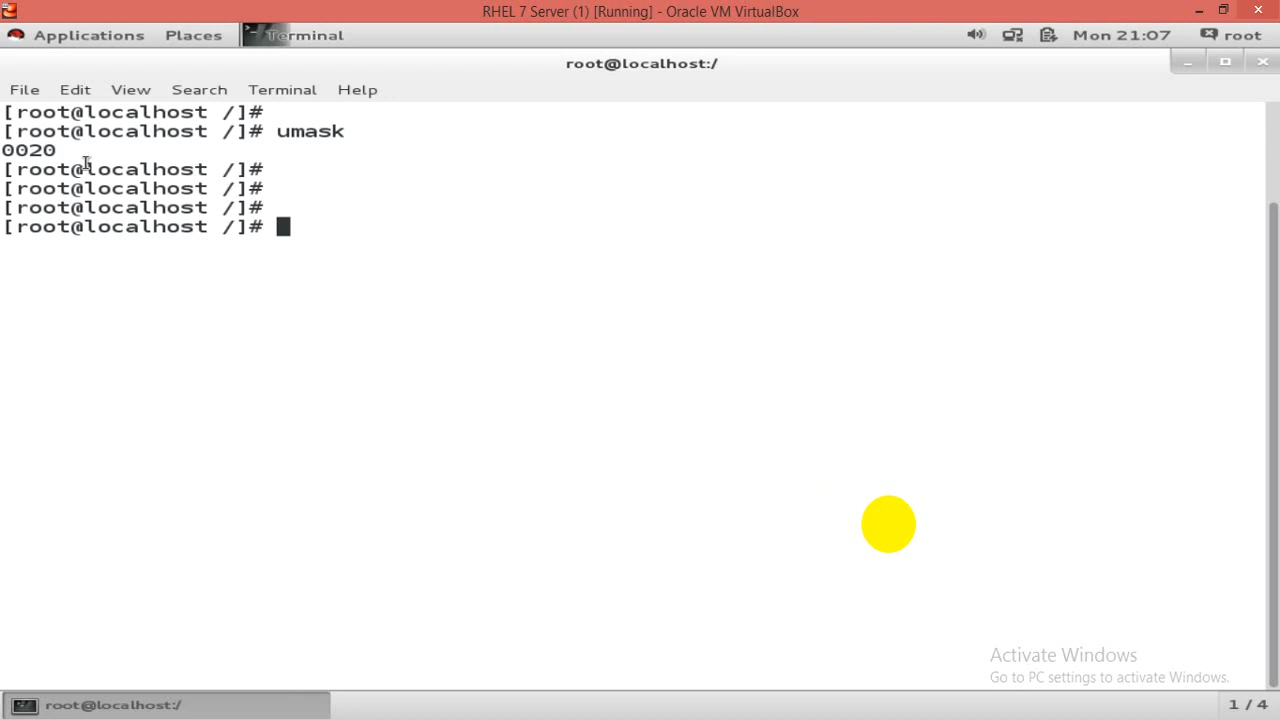 RHEL 7 Server (1) [Running] - Oracle VM VirtualBox
Applications Places Terminal Mon 21:07 root
root@localhost:/
File Edit View Search Terminal Help
[root@localhost /]#
[root@localhost /]# umask
0020
[root@localhost /]#
[root@localhost /]#
[root@localhost /]#
[root@localhost /]#
Activate Windows
Go to PC settings to activate Windows.
root@localhost:/ 1 / 4